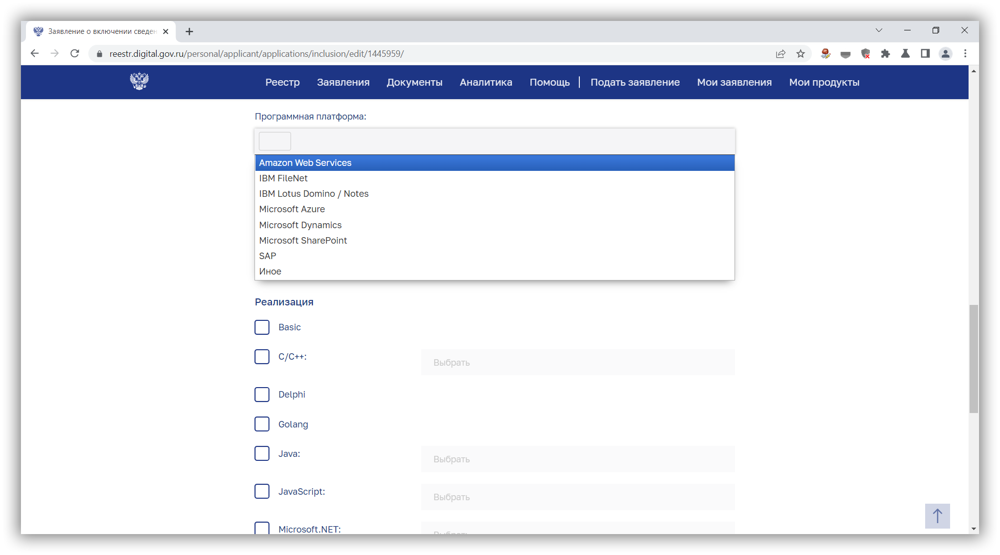 Заявление о включении сведен
reestr.digital.gov.ru/personal/applicant/applications/inclusion/edit/1445959/
Реестр Заявления Документы Аналитика Помощь | Подать заявление Мои заявления Мои продукты
Программная платформа:
Amazon Web Services
IBM FileNet
IBM Lotus Domino / Notes
Microsoft Azure
Microsoft Dynamics
Microsoft SharePoint
SAP
Иное
Реализация
Basic
C/C++: Выбрать
Delphi
Golang
Java: Выбрать
JavaScript: Выбрать
Microsoft.NET: Выбрать